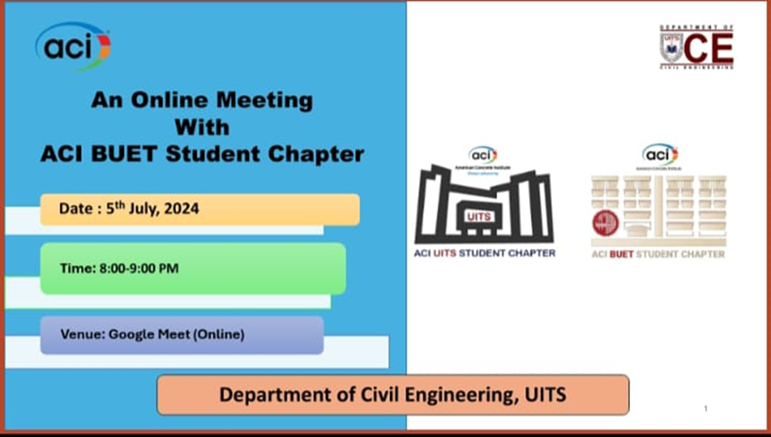 aci
DEPARTMENT OF
UITS
CE
CIVIL ENGINEERING
An Online Meeting
With
ACI BUET Student Chapter
Date : 5th July, 2024
Time: 8:00-9:00 PM
Venue: Google Meet (Online)
aci
American Concrete Institute
UITS
ACI UITS STUDENT CHAPTER
aci
American Concrete Institute
ACI BUET STUDENT CHAPTER
Department of Civil Engineering, UITS
1